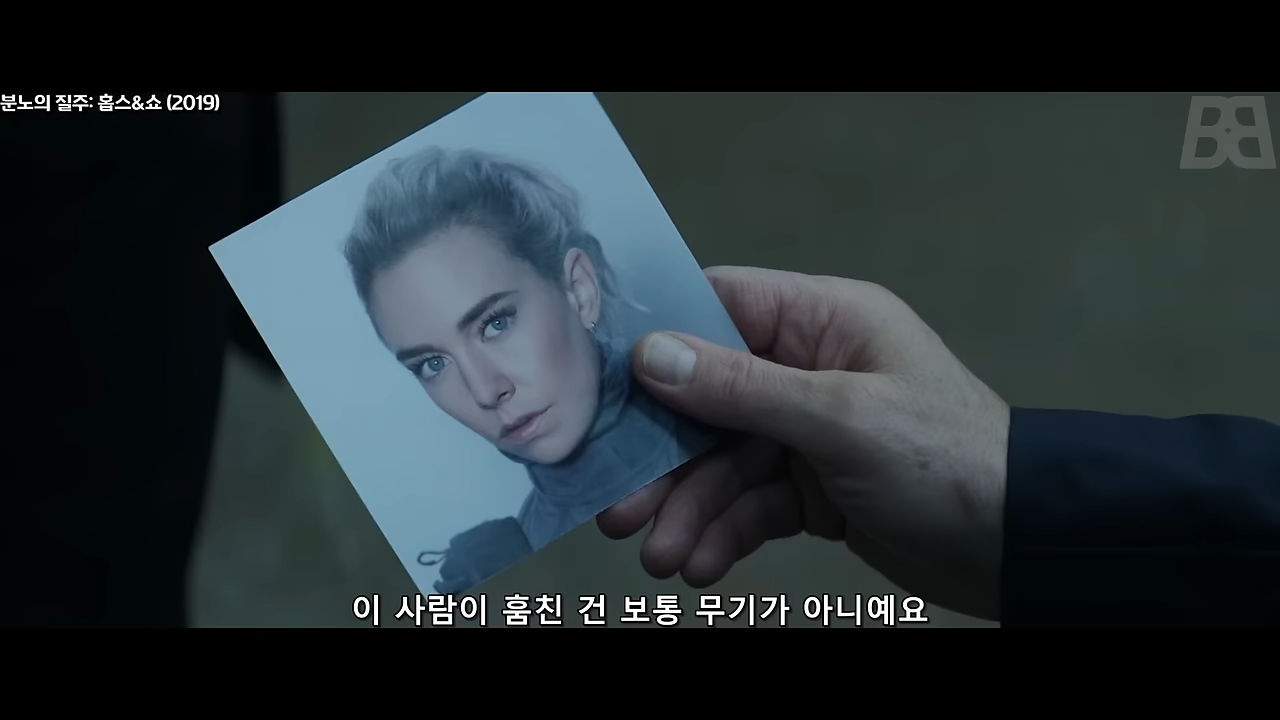 분노의 질주: 홉스&쇼 (2019)
BB
이 사람이 훔친 건 보통 무기가 아니예요